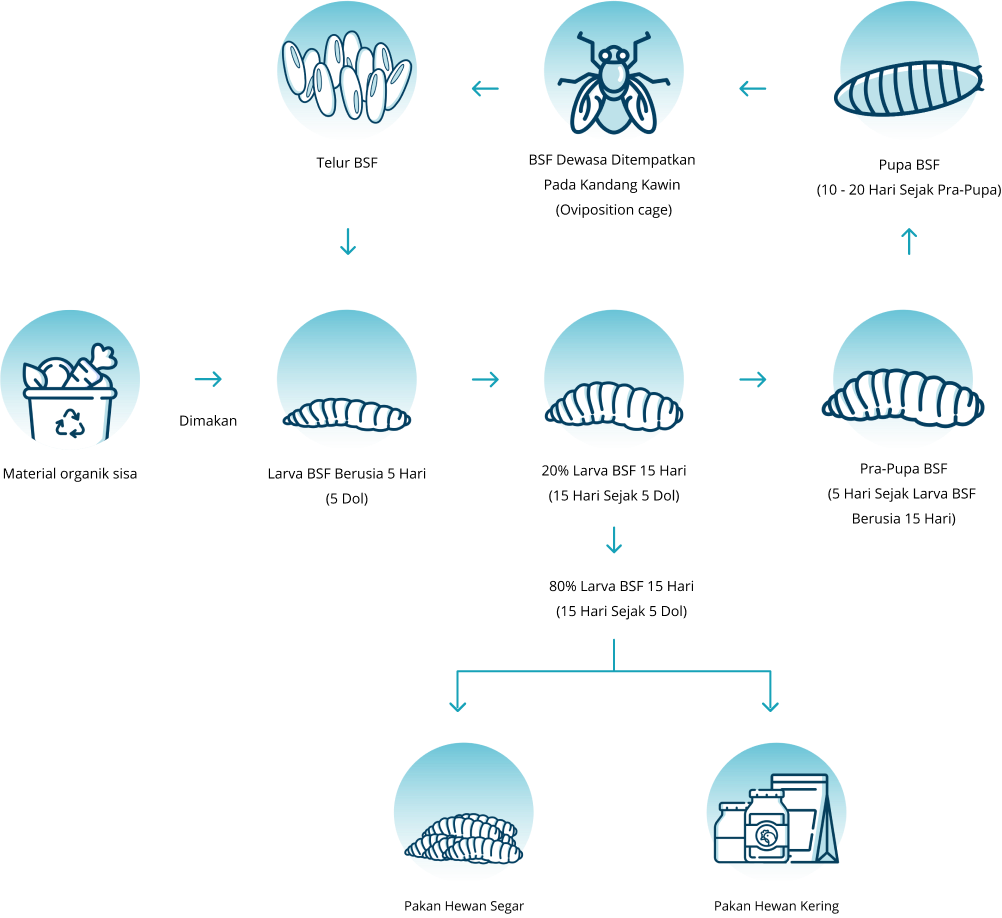 Telur BSF
BSF Dewasa Ditempatkan
Pada Kandang Kawin
(Oviposition cage)
Pupa BSF
(10 - 20 Hari Sejak Pra-Pupa)
Dimakan
Material organik sisa
Larva BSF Berusia 5 Hari
(5 Dol)
20% Larva BSF 15 Hari
(15 Hari Sejak 5 Dol)
Pra-Pupa BSF
(5 Hari Sejak Larva BSF
Berusia 15 Hari)
80% Larva BSF 15 Hari
(15 Hari Sejak 5 Dol)
Pakan Hewan Segar
Pakan Hewan Kering